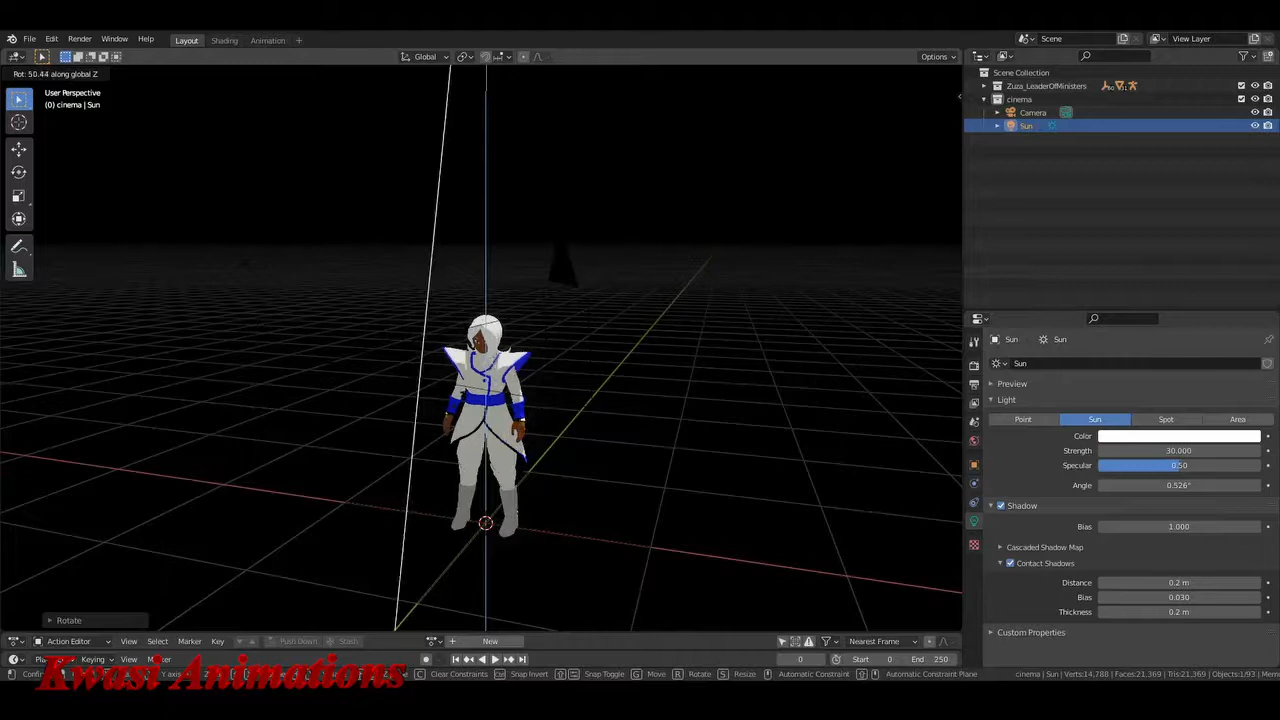 File Edit Render Window Help Layout Shading Animation + Scene View Layer
Global Options
Rot: 50.44 along global Z
User Perspective
(0) cinema | Sun
Scene Collection
Zuza_LeaderOfMinisters
cinema
Camera
Sun
Sun Sun
Sun
Preview
Light
Point Sun Spot Area
Color
Strength 30.000
Specular 0.50
Angle 0.526°
Shadow
Bias 1.000
Cascaded Shadow Map
Contact Shadows
Distance 0.2 m
Bias 0.030
Thickness 0.2 m
Custom Properties
Rotate
Action Editor View Select Marker Key Push Down Stash + New Nearest Frame
Keying View Marker 0 Start 0 End 250
Kwasi Animations
Clear Constraints Snap Invert Snap Toggle G Move R Rotate S Resize Automatic Constraint Automatic Constraint Plane cinema | Sun | Verts:14,788 | Faces:21,369 | Tris:21,369 | Objects:1/93 |